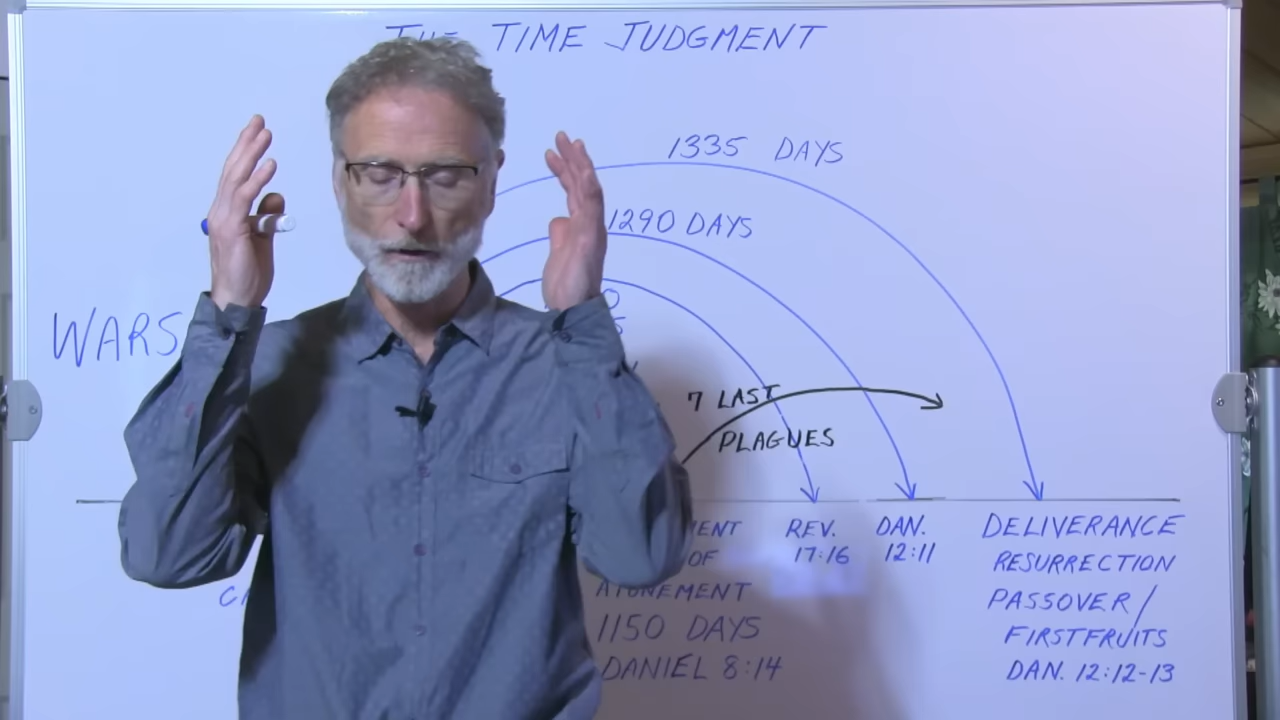 TIME JUDGMENT
1335 DAYS
1290 DAYS
WARS
7 LAST
PLAGUES
REV.
17:16
DAN.
12:11
DELIVERANCE
RESURRECTION
PASSOVER/
FIRSTFRUITS
DAN. 12:12-13
OF
ATONEMENT
1150 DAYS
DANIEL 8:14